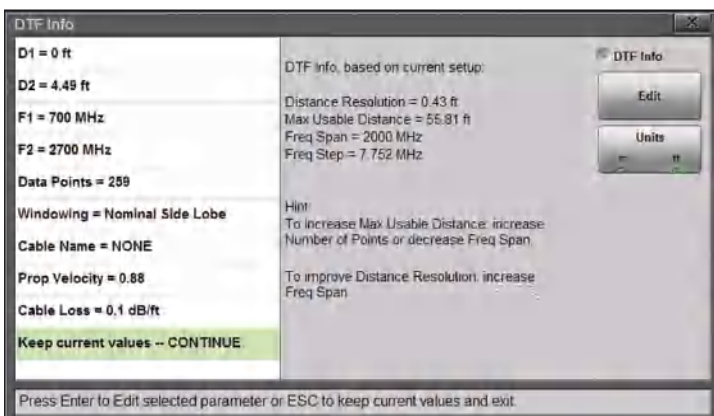 DTF Info
D1 = 0 ft
D2 = 4.49 ft
F1 = 700 MHz
F2 = 2700 MHz
Data Points = 259
Windowing = Nominal Side Lobe
Cable Name = NONE
Prop Velocity = 0.88
Cable Loss = 0.1 dB/ft
Keep current values -- CONTINUE
DTF Info, based on current setup:
Distance Resolution = 0.43 ft
Max Usable Distance = 55.81 ft
Freq Span = 2000 MHz
Freq Step = 7.752 MHz
Hint:
To increase Max Usable Distance: increase
Number of Points or decrease Freq Span
To improve Distance Resolution: increase
Freq Span
DTF Info
Edit
Units
m ft
Press Enter to Edit selected parameter or ESC to keep current values and exit.